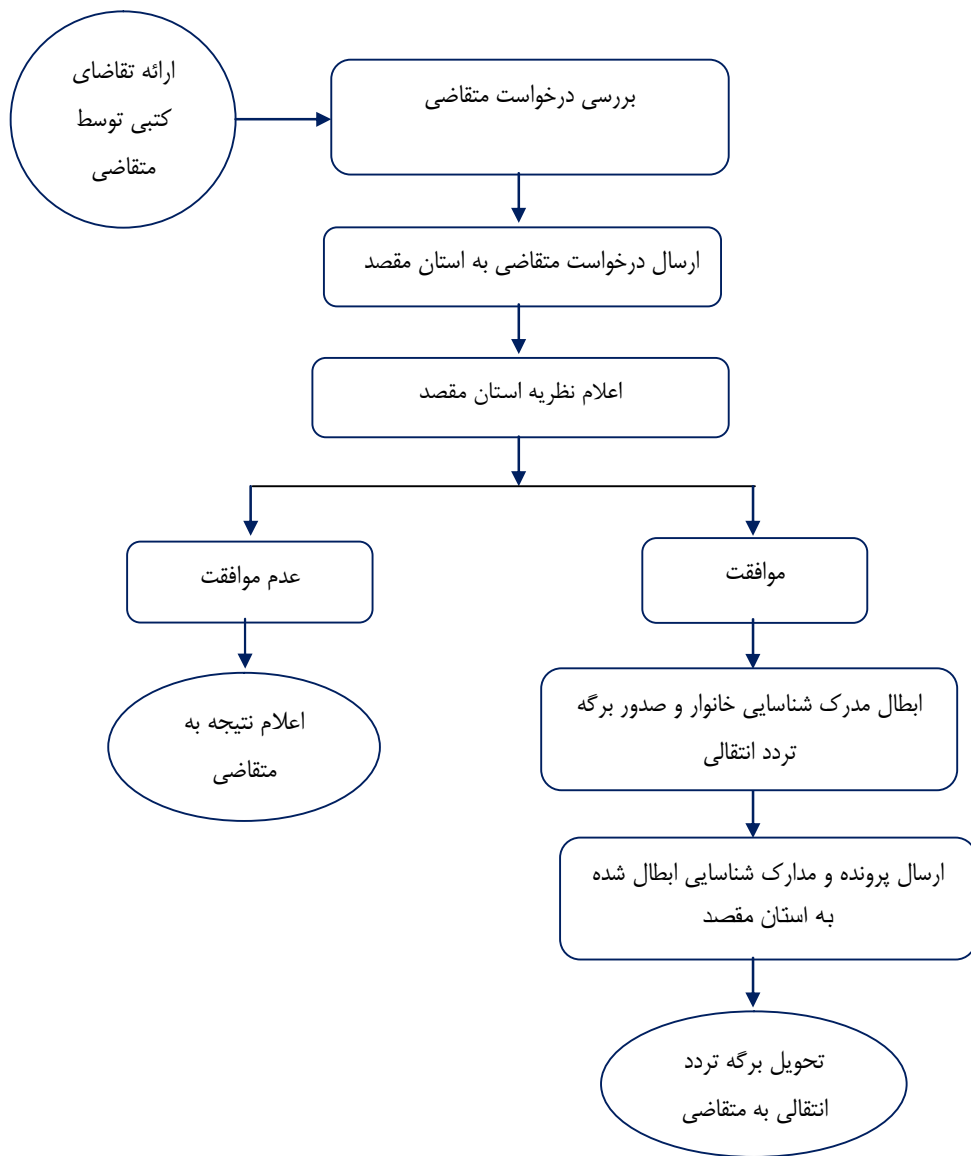 ارائه تقاضای
کتبی توسط
متقاضی
بررسی درخواست متقاضی
ارسال درخواست متقاضی به استان مقصد
اعلام نظریه استان مقصد
موافقت
عدم موافقت
ابطال مدرک شناسایی خانوار و صدور برگه
تردد انتقالی
اعلام نتیجه به
متقاضی
ارسال پرونده و مدارک شناسایی ابطال شده
به استان مقصد
تحویل برگه تردد
انتقالی به متقاضی